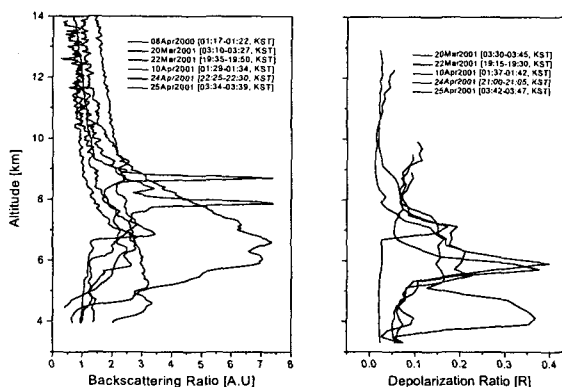 14
12
10
8
6
4
Altitude [km]
08Apr2000 [01:17-01:22, KST]
20Mar2001 [03:10-03:27, KST]
22Mar2001 [19:35-19:50, KST]
10Apr2001 [01:29-01:34, KST]
24Apr2001 [22:25-22:30, KST]
25Apr2001 [03:34-03:39, KST]
0 1 2 3 4 5 6 7 8
Backscattering Ratio [A.U]
20Mar2001 [03:30-03:45, KST]
22Mar2001 [19:15-19:30, KST]
10Apr2001 [01:37-01:42, KST]
24Apr2001 [21:00-21:05, KST]
25Apr2001 [03:42-03:47, KST]
0.0 0.1 0.2 0.3 0.4
Depolarization Ratio [R]